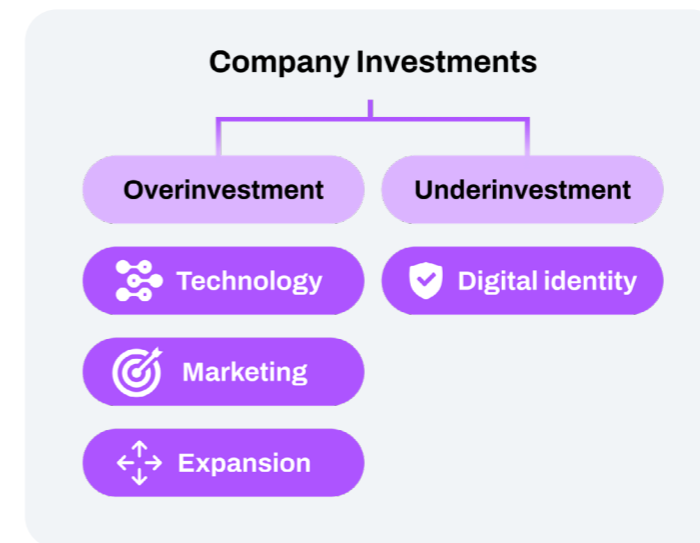 Company Investments
Overinvestment
Underinvestment
Technology
Digital identity
Marketing
Expansion